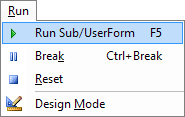 Run
Run Sub/UserForm F5
Break Ctrl+Break
Reset
Design Mode